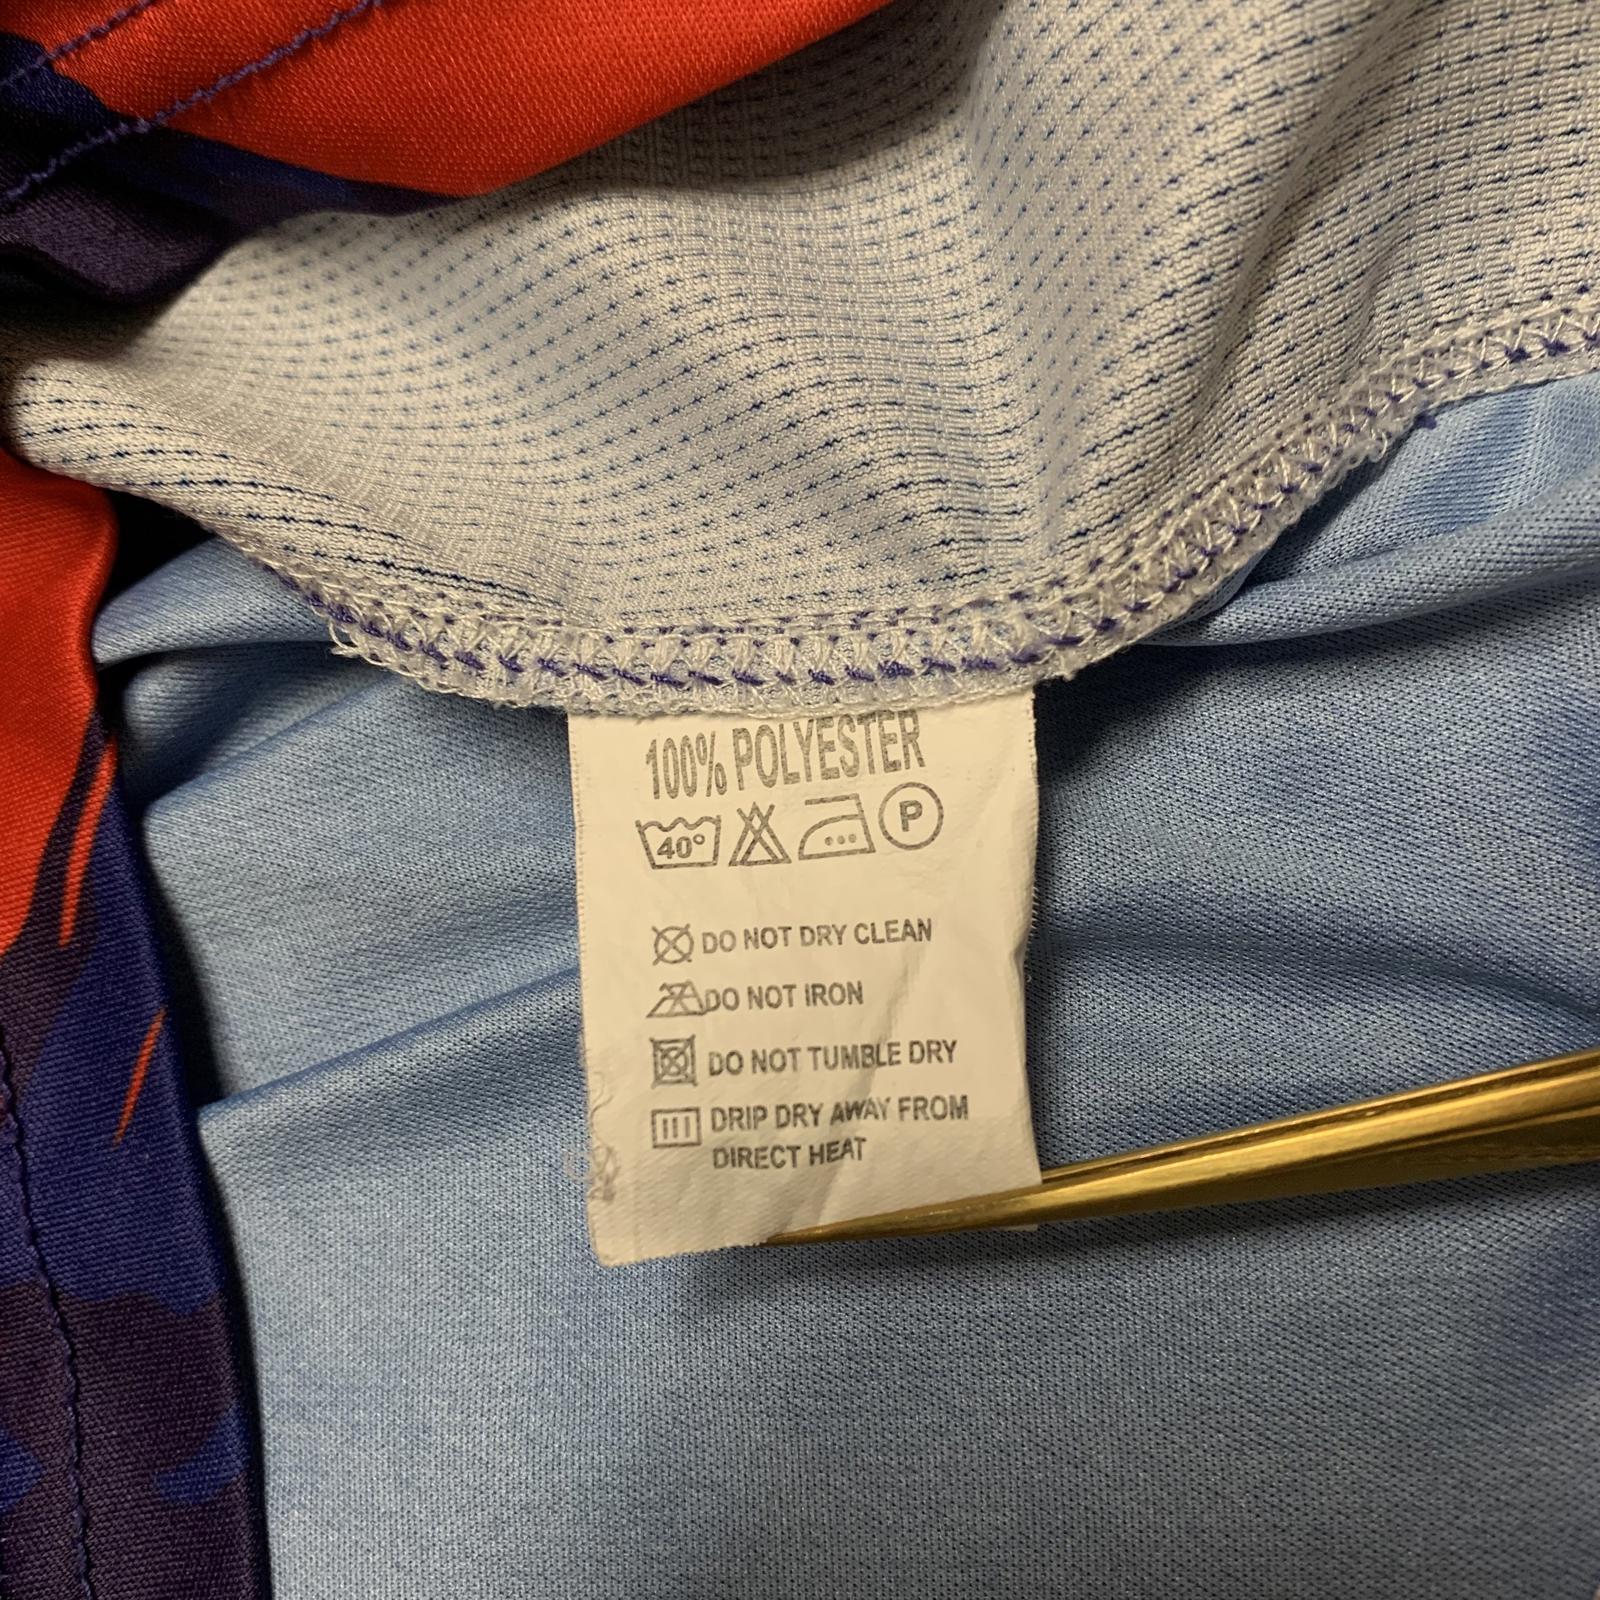 100% POLYESTER
40° P
DO NOT DRY CLEAN
DO NOT IRON
DO NOT TUMBLE DRY
DRIP DRY AWAY FROM
DIRECT HEAT